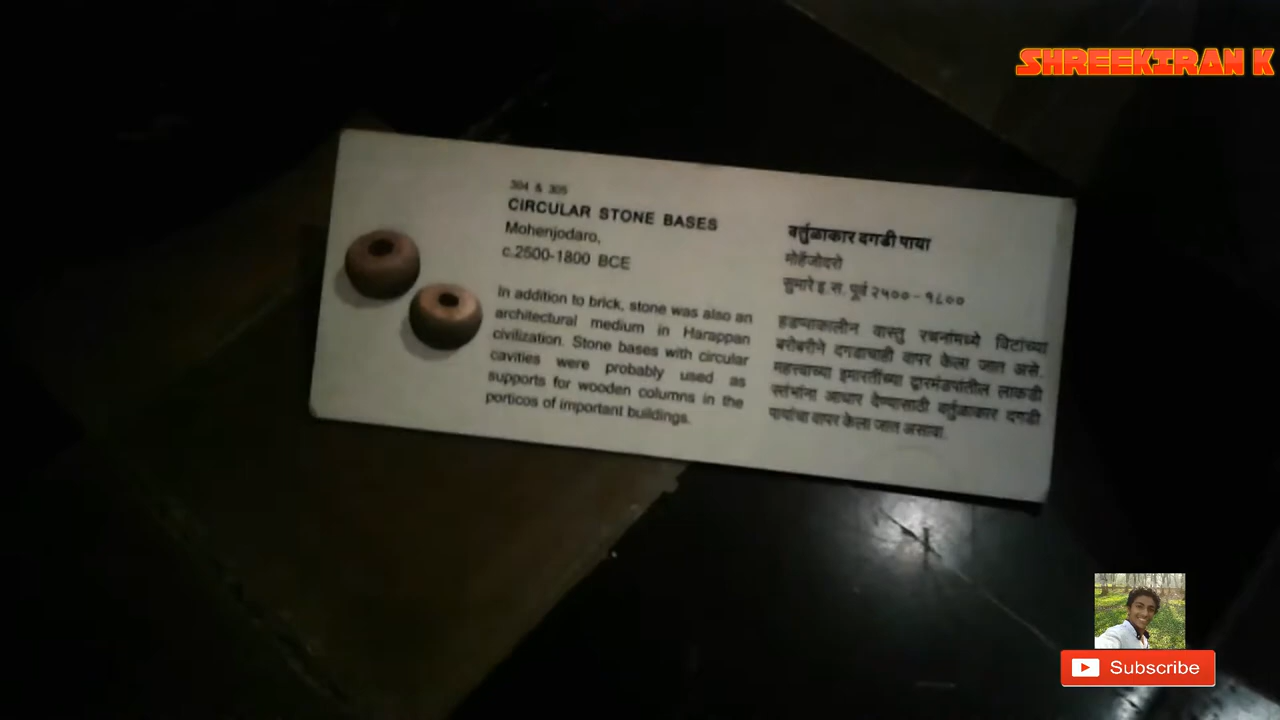 SHREEKIRAN K
304 & 305
CIRCULAR STONE BASES
Mohenjodaro,
c.2500-1800 BCE
In addition to brick, stone was also an
architectural medium in Harappan
civilization. Stone bases with circular
cavities were probably used as
supports for wooden columns in the
porticos of important buildings.
वर्तुळाकार दगडी पाया
मोहेंजोदरो
सुमारे इ. स. पूर्व २५०० - १८००
हडप्पाकालीन वास्तु रचनांमध्ये विटांच्या
बरोबरीने दगडाचाही वापर केला जात असे.
महत्त्वाच्या इमारतींच्या द्वारमंडपातील लाकडी
स्तंभांना आधार देण्यासाठी वर्तुळाकार दगडी
पायांचा वापर केला जात असावा.
Subscribe